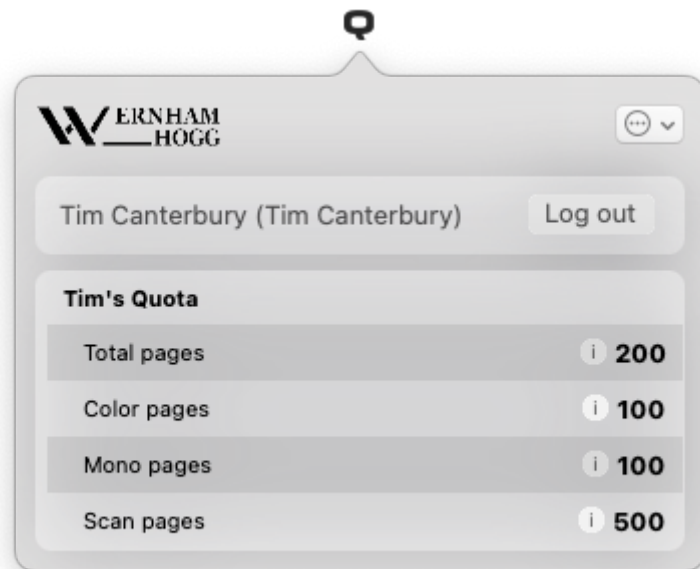 Q
WERNHAM
HOGG
Tim Canterbury (Tim Canterbury)
Log out
Tim's Quota
Total pages i 200
Color pages i 100
Mono pages i 100
Scan pages i 500